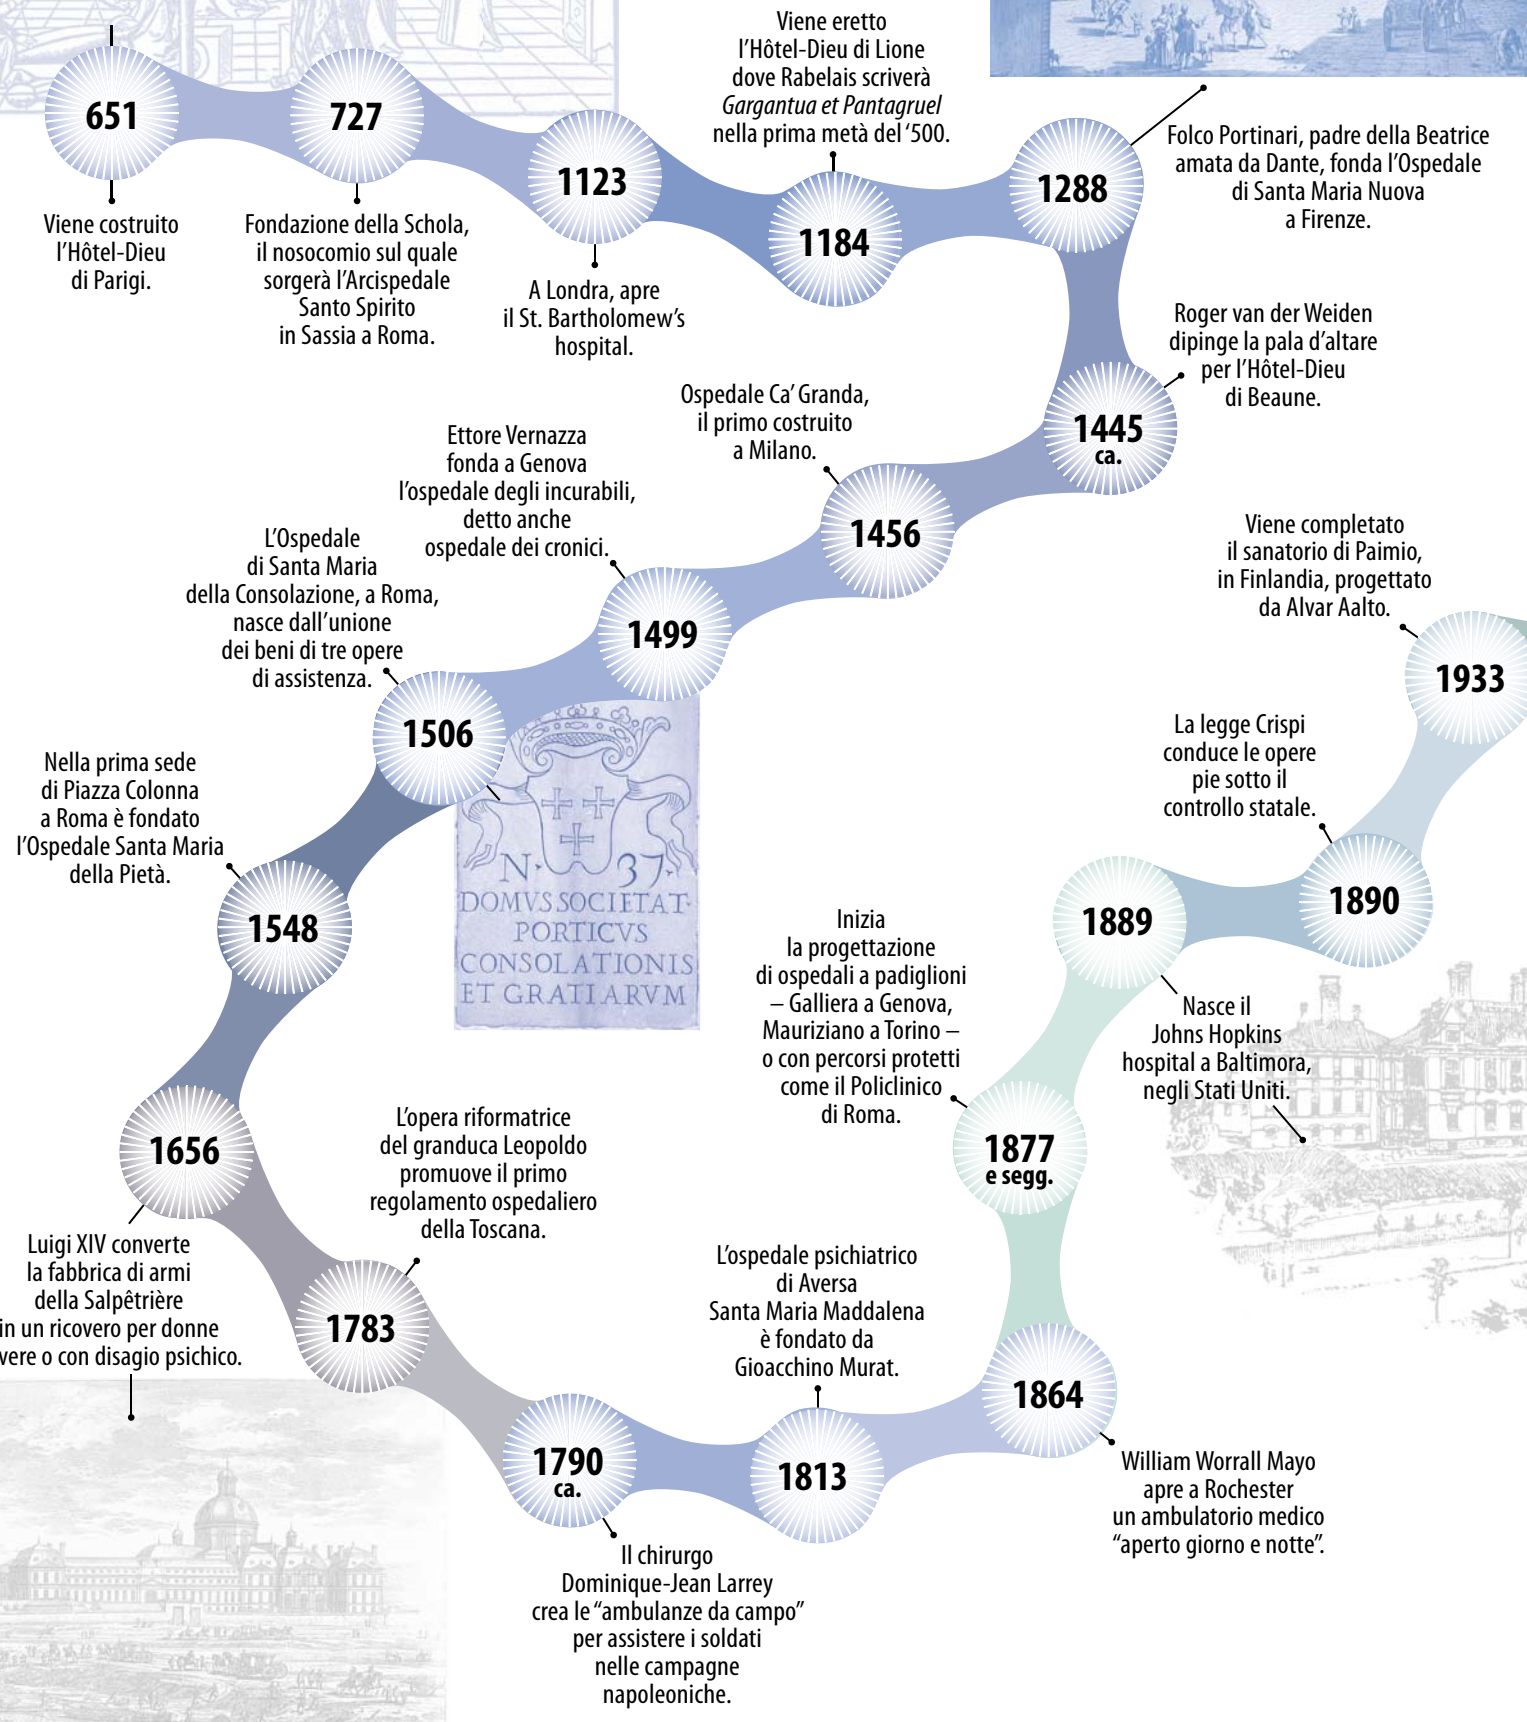 651
Viene costruito
l’Hôtel-Dieu
di Parigi.
727
Fondazione della Schola,
il nosocomio sul quale
sorgerà l’Arcispedale
Santo Spirito
in Sassia a Roma.
1123
A Londra, apre
il St. Bartholomew’s
hospital.
Viene eretto
l’Hôtel-Dieu di Lione
dove Rabelais scriverà
Gargantua et Pantagruel
nella prima metà del ‘500.
1184
1288
Folco Portinari, padre della Beatrice
amata da Dante, fonda l’Ospedale
di Santa Maria Nuova
a Firenze.
Roger van der Weiden
dipinge la pala d’altare
per l’Hôtel-Dieu
di Beaune.
1445
ca.
Ospedale Ca’ Granda,
il primo costruito
a Milano.
1456
Ettore Vernazza
fonda a Genova
l’ospedale degli incurabili,
detto anche
ospedale dei cronici.
1499
L’Ospedale
di Santa Maria
della Consolazione, a Roma,
nasce dall’unione
dei beni di tre opere
di assistenza.
1506
N· 37·
DOMVS SOCIETAT·
PORTICVS
CONSOLATIONIS
ET GRATIARVM
Nella prima sede
di Piazza Colonna
a Roma è fondato
l’Ospedale Santa Maria
della Pietà.
1548
1656
Luigi XIV converte
la fabbrica di armi
della Salpêtrière
in un ricovero per donne
vere o con disagio psichico.
L’opera riformatrice
del granduca Leopoldo
promuove il primo
regolamento ospedaliero
della Toscana.
1783
1790
ca.
Il chirurgo
Dominique-Jean Larrey
crea le “ambulanze da campo”
per assistere i soldati
nelle campagne
napoleoniche.
L’ospedale psichiatrico
di Aversa
Santa Maria Maddalena
è fondato da
Gioacchino Murat.
1813
1864
William Worrall Mayo
apre a Rochester
un ambulatorio medico
“aperto giorno e notte”.
Inizia
la progettazione
di ospedali a padiglioni
– Galliera a Genova,
Mauriziano a Torino –
o con percorsi protetti
come il Policlinico
di Roma.
1877
e segg.
1889
Nasce il
Johns Hopkins
hospital a Baltimora,
negli Stati Uniti.
La legge Crispi
conduce le opere
pie sotto il
controllo statale.
1890
Viene completato
il sanatorio di Paimio,
in Finlandia, progettato
da Alvar Aalto.
1933